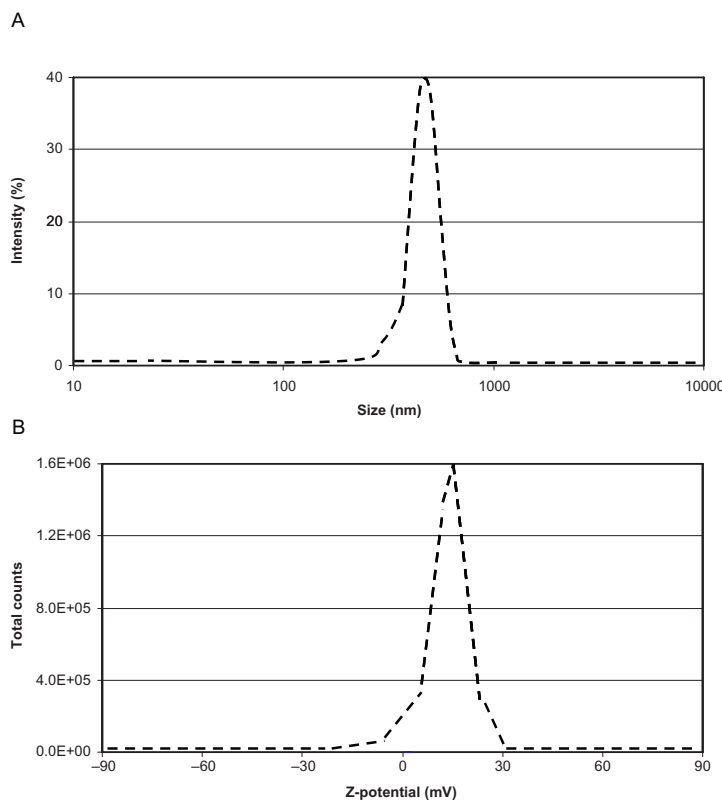 A
40
30
20
10
0
10 100 1000 10000
Intensity (%)
Size (nm)
B
1.6E+06
1.2E+06
8.0E+05
4.0E+05
0.0E+00
–90 –60 –30 0 30 60 90
Total counts
Z-potential (mV)